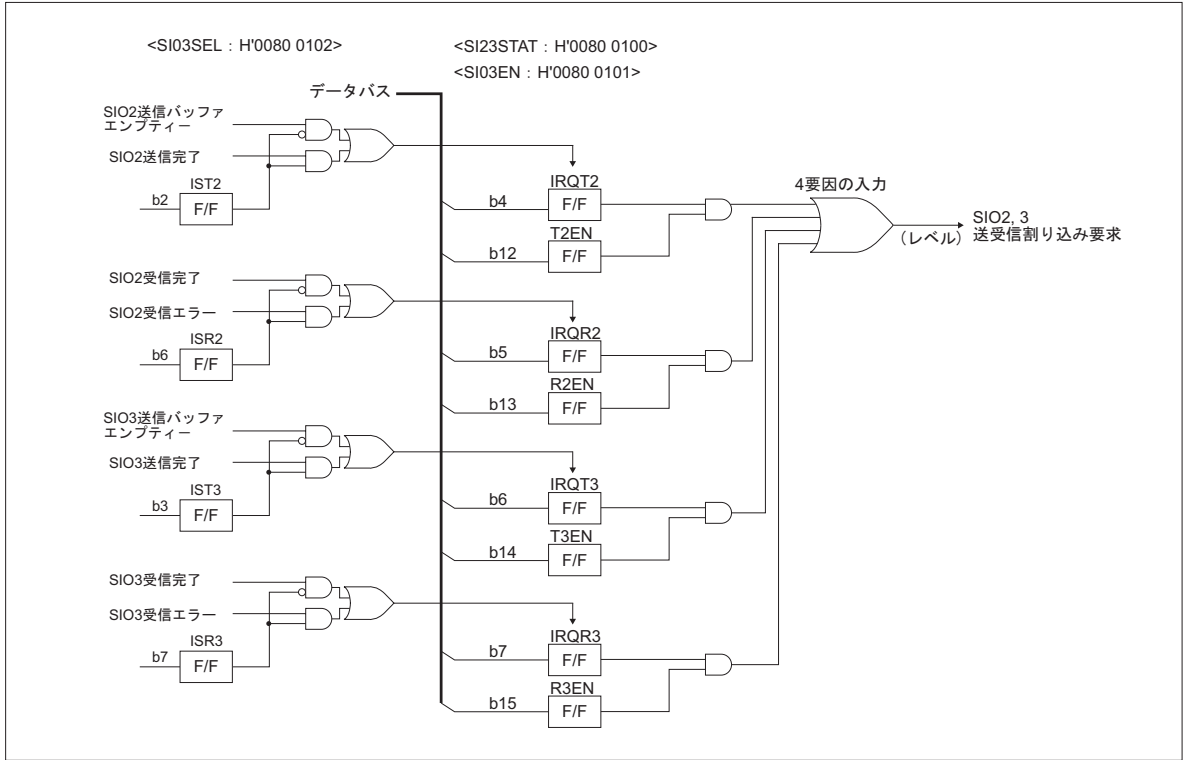 <SI03SEL : H'0080 0102>
<SI23STAT : H'0080 0100>
<SI03EN : H'0080 0101>
データバス
SIO2送信バッファ
エンプティー
SIO2送信完了
IST2
b2
F/F
IRQT2
b4
F/F
T2EN
b12
F/F
4要因の入力
(レベル)
SIO2, 3
送受信割り込み要求
SIO2受信完了
SIO2受信エラー
ISR2
b6
F/F
IRQR2
b5
F/F
R2EN
b13
F/F
SIO3送信バッファ
エンプティー
SIO3送信完了
IST3
b3
F/F
IRQT3
b6
F/F
T3EN
b14
F/F
SIO3受信完了
SIO3受信エラー
ISR3
b7
F/F
IRQR3
b7
F/F
R3EN
b15
F/F